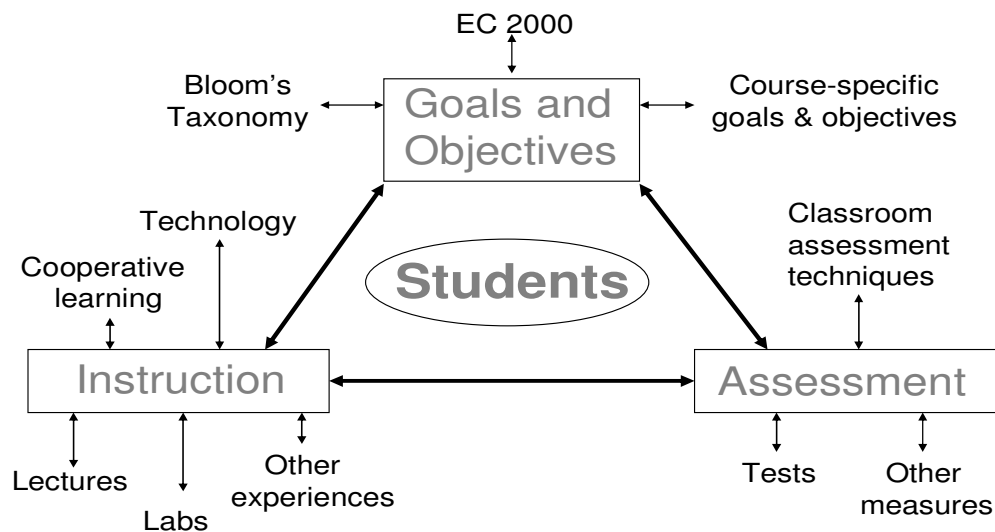 EC 2000
Bloom's
Taxonomy
Goals and
Objectives
Course-specific
goals & objectives
Technology
Cooperative
learning
Students
Classroom
assessment
techniques
Instruction
Assessment
Lectures
Labs
Other
experiences
Tests
Other
measures